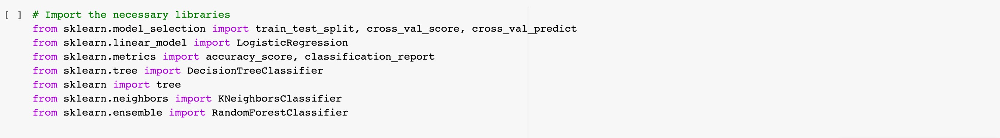 [ ] # Import the necessary libraries
from sklearn.model_selection import train_test_split, cross_val_score, cross_val_predict
from sklearn.linear_model import LogisticRegression
from sklearn.metrics import accuracy_score, classification_report
from sklearn.tree import DecisionTreeClassifier
from sklearn import tree
from sklearn.neighbors import KNeighborsClassifier
from sklearn.ensemble import RandomForestClassifier